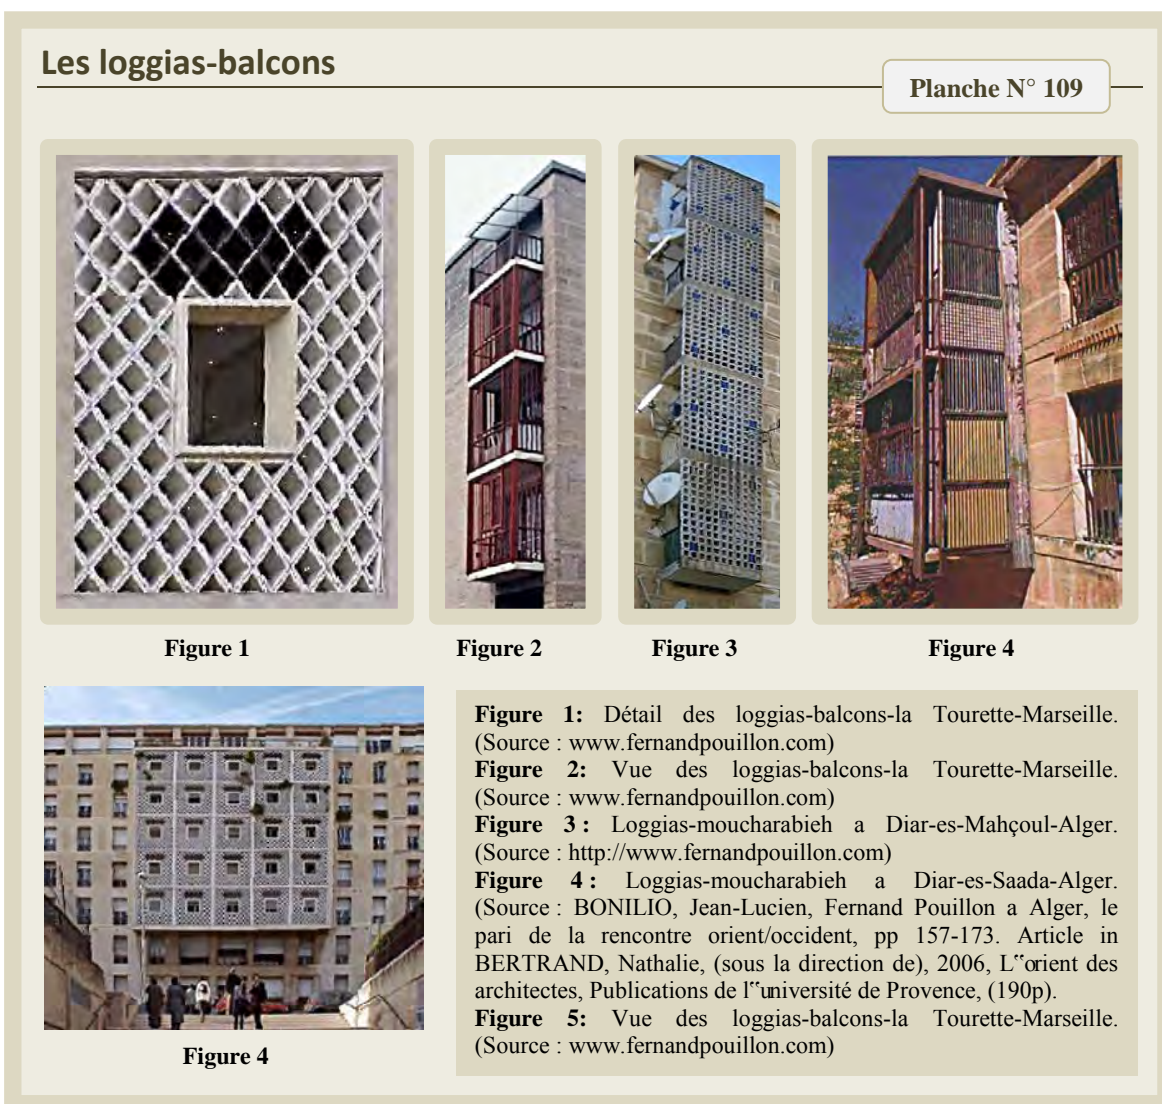 Les loggias-balcons
Planche N° 109
Figure 1
Figure 2
Figure 3
Figure 4
Figure 4
Figure 1: Détail des loggias-balcons-la Tourette-Marseille.
(Source : www.fernandpouillon.com)
Figure 2: Vue des loggias-balcons-la Tourette-Marseille.
(Source : www.fernandpouillon.com)
Figure 3 : Loggias-moucharabieh a Diar-es-Mahçoul-Alger.
(Source : http://www.fernandpouillon.com)
Figure 4 : Loggias-moucharabieh a Diar-es-Saada-Alger.
(Source : BONILIO, Jean-Lucien, Fernand Pouillon a Alger, le
pari de la rencontre orient/occident, pp 157-173. Article in
BERTRAND, Nathalie, (sous la direction de), 2006, L‟orient des
architectes, Publications de l‟université de Provence, (190p).
Figure 5: Vue des loggias-balcons-la Tourette-Marseille.
(Source : www.fernandpouillon.com)